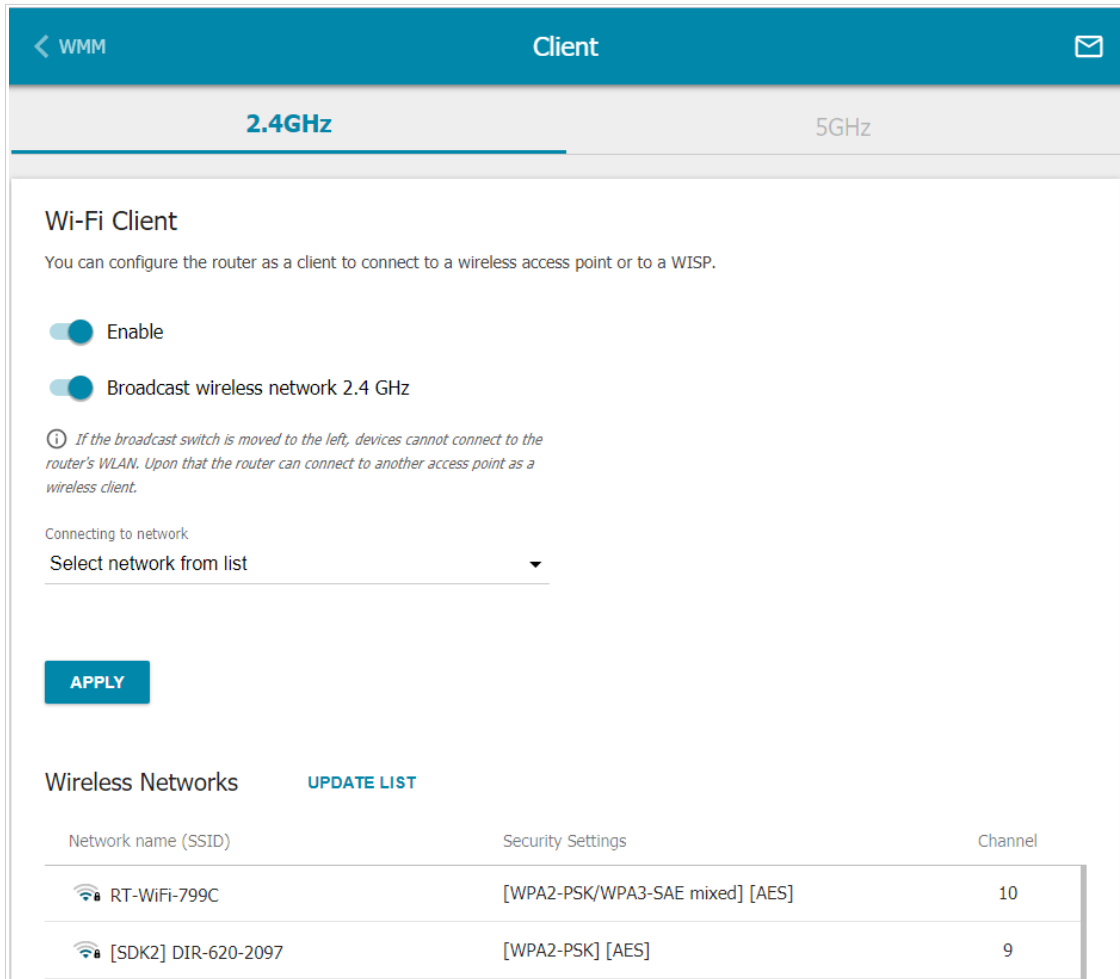 WMM
Client
2.4GHz
5GHz
Wi-Fi Client
You can configure the router as a client to connect to a wireless access point or to a WISP.
Enable
Broadcast wireless network 2.4 GHz
If the broadcast switch is moved to the left, devices cannot connect to the
router's WLAN. Upon that the router can connect to another access point as a
wireless client.
Connecting to network
Select network from list
APPLY
Wireless Networks UPDATE LIST
Network name (SSID) Security Settings Channel
RT-WiFi-799C [WPA2-PSK/WPA3-SAE mixed] [AES] 10
[SDK2] DIR-620-2097 [WPA2-PSK] [AES] 9